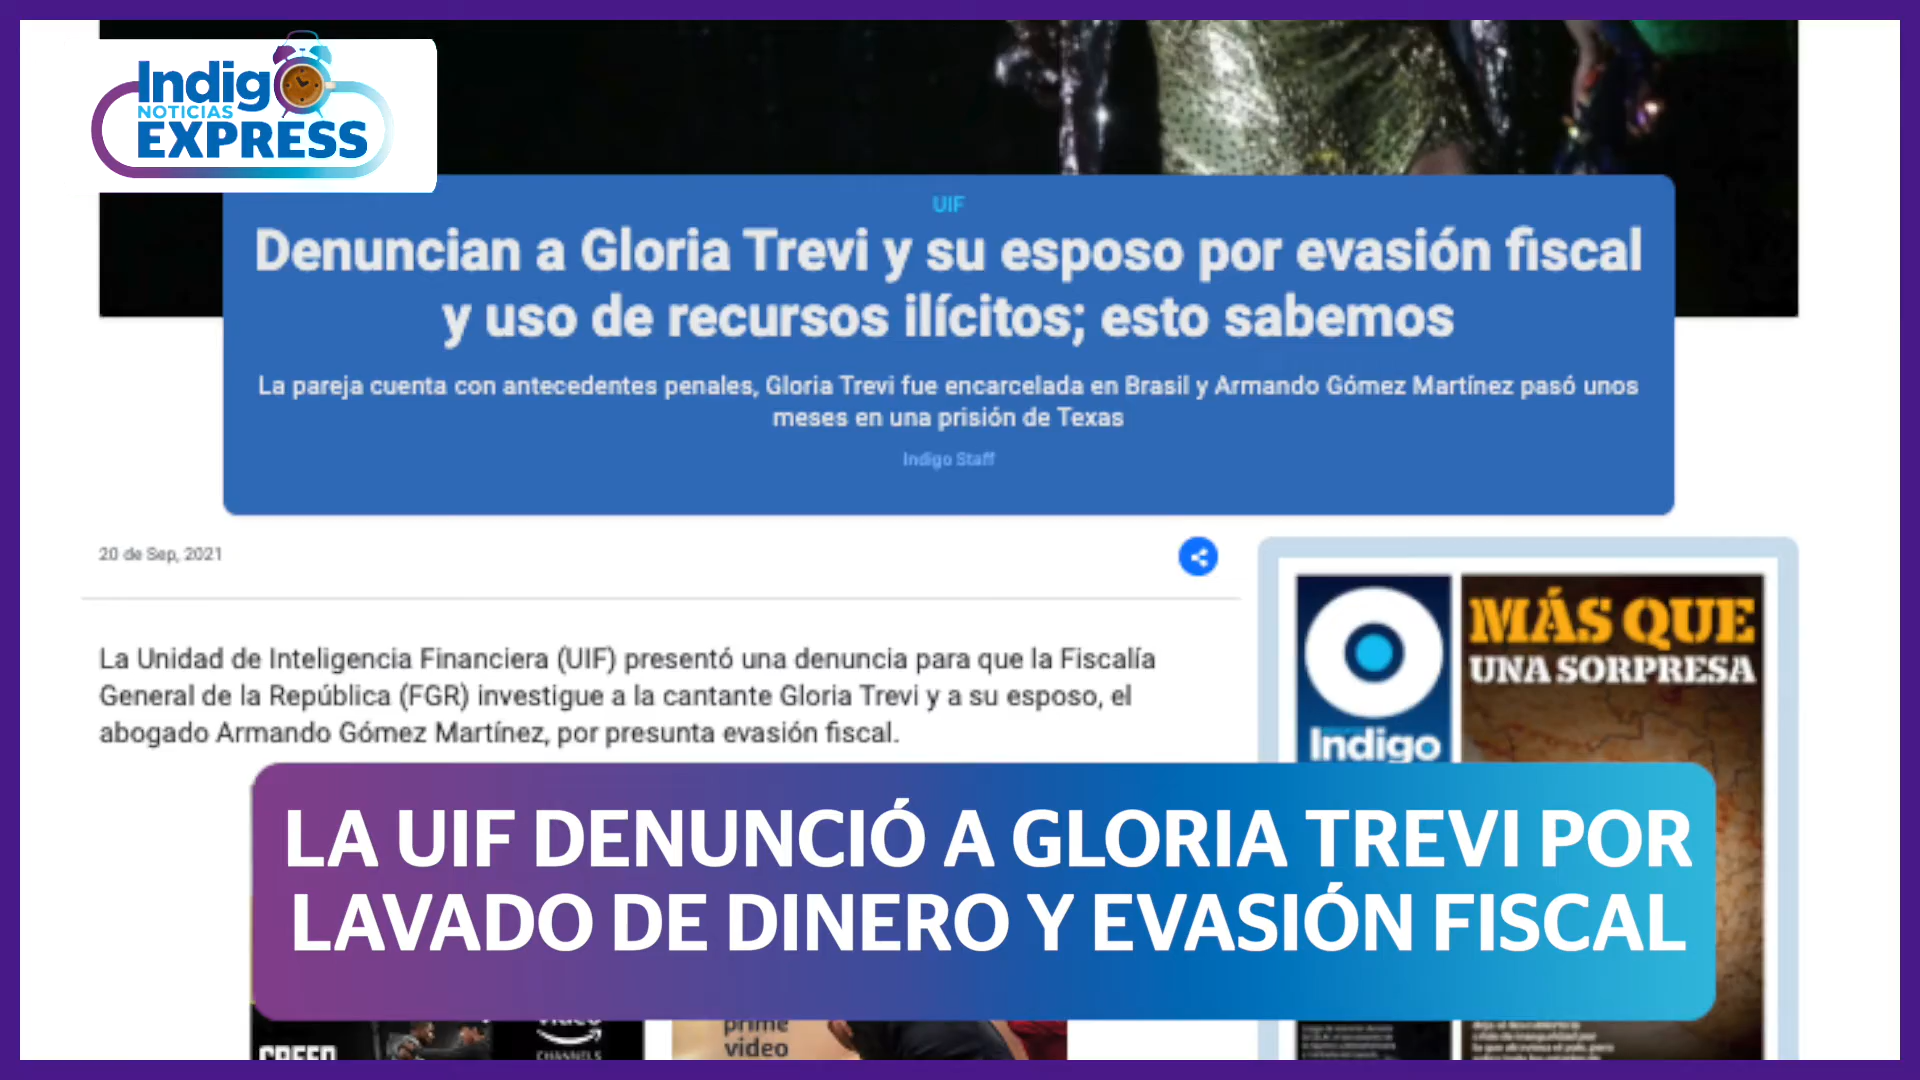 Indigo
NOTICIAS
EXPRESS
UIF
Denuncian a Gloria Trevi y su esposo por evasión fiscal
y uso de recursos ilícitos; esto sabemos
La pareja cuenta con antecedentes penales, Gloria Trevi fue encarcelada en Brasil y Armando Gómez Martínez pasó unos
meses en una prisión de Texas
Indigo Staff
20 de Sep, 2021
La Unidad de Inteligencia Financiera (UIF) presentó una denuncia para que la Fiscalía
General de la República (FGR) investigue a la cantante Gloria Trevi y a su esposo, el
abogado Armando Gómez Martínez, por presunta evasión fiscal.
MÁS QUE
UNA SORPRESA
Indigo
LA UIF DENUNCIÓ A GLORIA TREVI POR
LAVADO DE DINERO Y EVASIÓN FISCAL
CREED
video
CHANNELS
prime
video